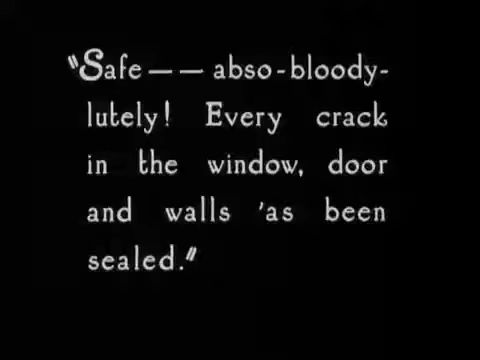 "Safe — — abso-bloody-
lutely! Every crack
in the window, door
and walls 'as been
sealed."